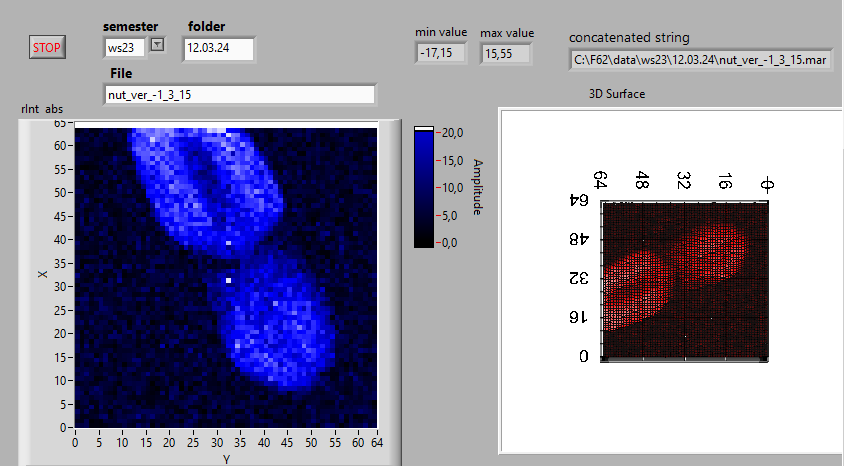 semester
folder
min value
max value
concatenated string
STOP
ws23
12.03.24
-17,15
15,55
C:\F62\data\ws23\12.03.24\nut_ver_-1_3_15.mar
File
nut_ver_-1_3_15
3D Surface
rInt abs
65
60
55
50
45
40
35
30
25
20
15
10
5
0
X
0 5 10 15 20 25 30 35 40 45 50 55 60 64
Y
20,0
15,0
10,0
5,0
0,0
Amplitude
64 48 32 16 0
64
48
32
16
0